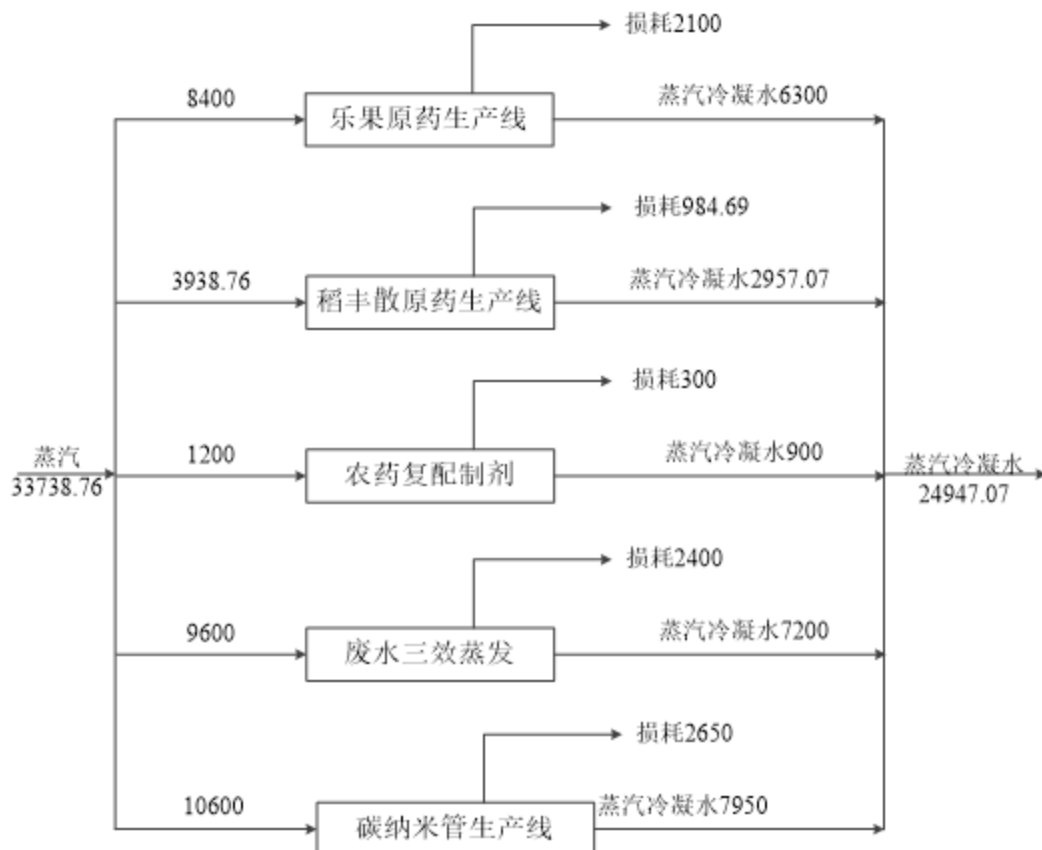 损耗2100
8400
乐果原药生产线
蒸汽冷凝水6300
损耗984.69
3938.76
稻丰散原药生产线
蒸汽冷凝水2957.07
损耗300
蒸汽
33738.76
1200
农药复配制剂
蒸汽冷凝水900
蒸汽冷凝水
24947.07
损耗2400
9600
废水三效蒸发
蒸汽冷凝水7200
损耗2650
10600
碳纳米管生产线
蒸汽冷凝水7950